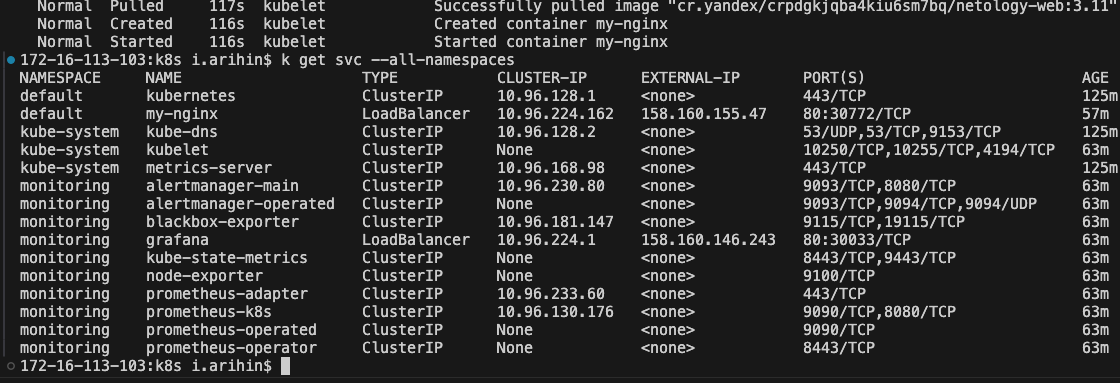 Normal  Pulled     117s  kubelet            Successfully pulled image "cr.yandex/crpdgkjqba4kiu6sm7bq/netology-web:3.11"
Normal  Created    116s  kubelet            Created container my-nginx
Normal  Started    116s  kubelet            Started container my-nginx
172-16-113-103:k8s i.arihin$ k get svc --all-namespaces
NAMESPACE     NAME                    TYPE           CLUSTER-IP      EXTERNAL-IP       PORT(S)                        AGE
default       kubernetes              ClusterIP      10.96.128.1     <none>            443/TCP                        125m
default       my-nginx                LoadBalancer   10.96.224.162   158.160.155.47    80:30772/TCP                   57m
kube-system   kube-dns                ClusterIP      10.96.128.2     <none>            53/UDP,53/TCP,9153/TCP         125m
kube-system   kubelet                 ClusterIP      None            <none>            10250/TCP,10255/TCP,4194/TCP   63m
kube-system   metrics-server          ClusterIP      10.96.168.98    <none>            443/TCP                        125m
monitoring    alertmanager-main       ClusterIP      10.96.230.80    <none>            9093/TCP,8080/TCP              63m
monitoring    alertmanager-operated   ClusterIP      None            <none>            9093/TCP,9094/TCP,9094/UDP     63m
monitoring    blackbox-exporter       ClusterIP      10.96.181.147   <none>            9115/TCP,19115/TCP             63m
monitoring    grafana                 LoadBalancer   10.96.224.1     158.160.146.243   80:30033/TCP                   63m
monitoring    kube-state-metrics      ClusterIP      None            <none>            8443/TCP,9443/TCP              63m
monitoring    node-exporter           ClusterIP      None            <none>            9100/TCP                       63m
monitoring    prometheus-adapter      ClusterIP      10.96.233.60    <none>            443/TCP                        63m
monitoring    prometheus-k8s          ClusterIP      10.96.130.176   <none>            9090/TCP,8080/TCP              63m
monitoring    prometheus-operated     ClusterIP      None            <none>            9090/TCP                       63m
monitoring    prometheus-operator     ClusterIP      None            <none>            8443/TCP                       63m
172-16-113-103:k8s i.arihin$